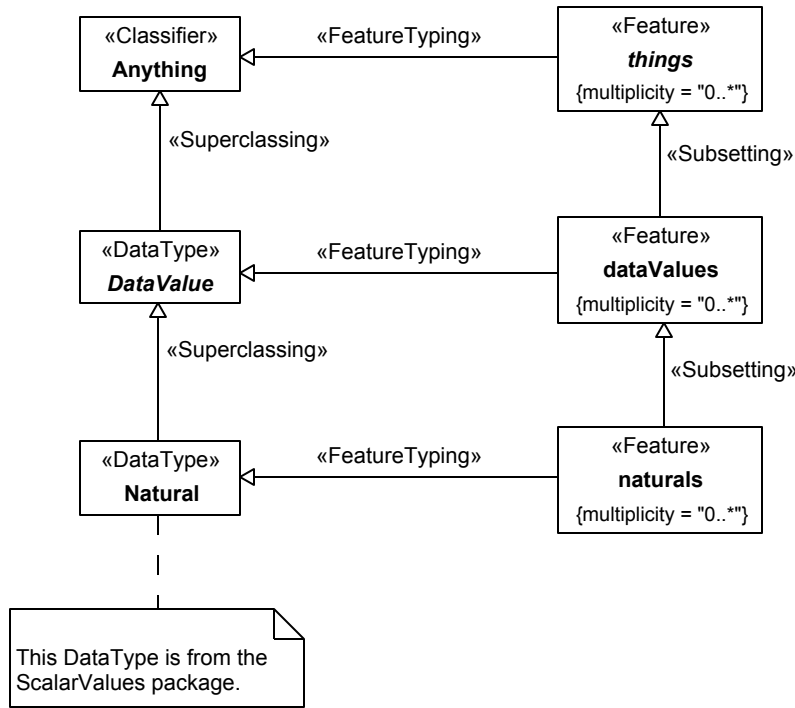 «Classifier»
Anything
«FeatureTyping»
«Feature»
things
{multiplicity = "0..*"}
«Superclassing»
«Subsetting»
«DataType»
DataValue
«FeatureTyping»
«Feature»
dataValues
{multiplicity = "0..*"}
«Superclassing»
«Subsetting»
«DataType»
Natural
«FeatureTyping»
«Feature»
naturals
{multiplicity = "0..*"}
This DataType is from the
ScalarValues package.